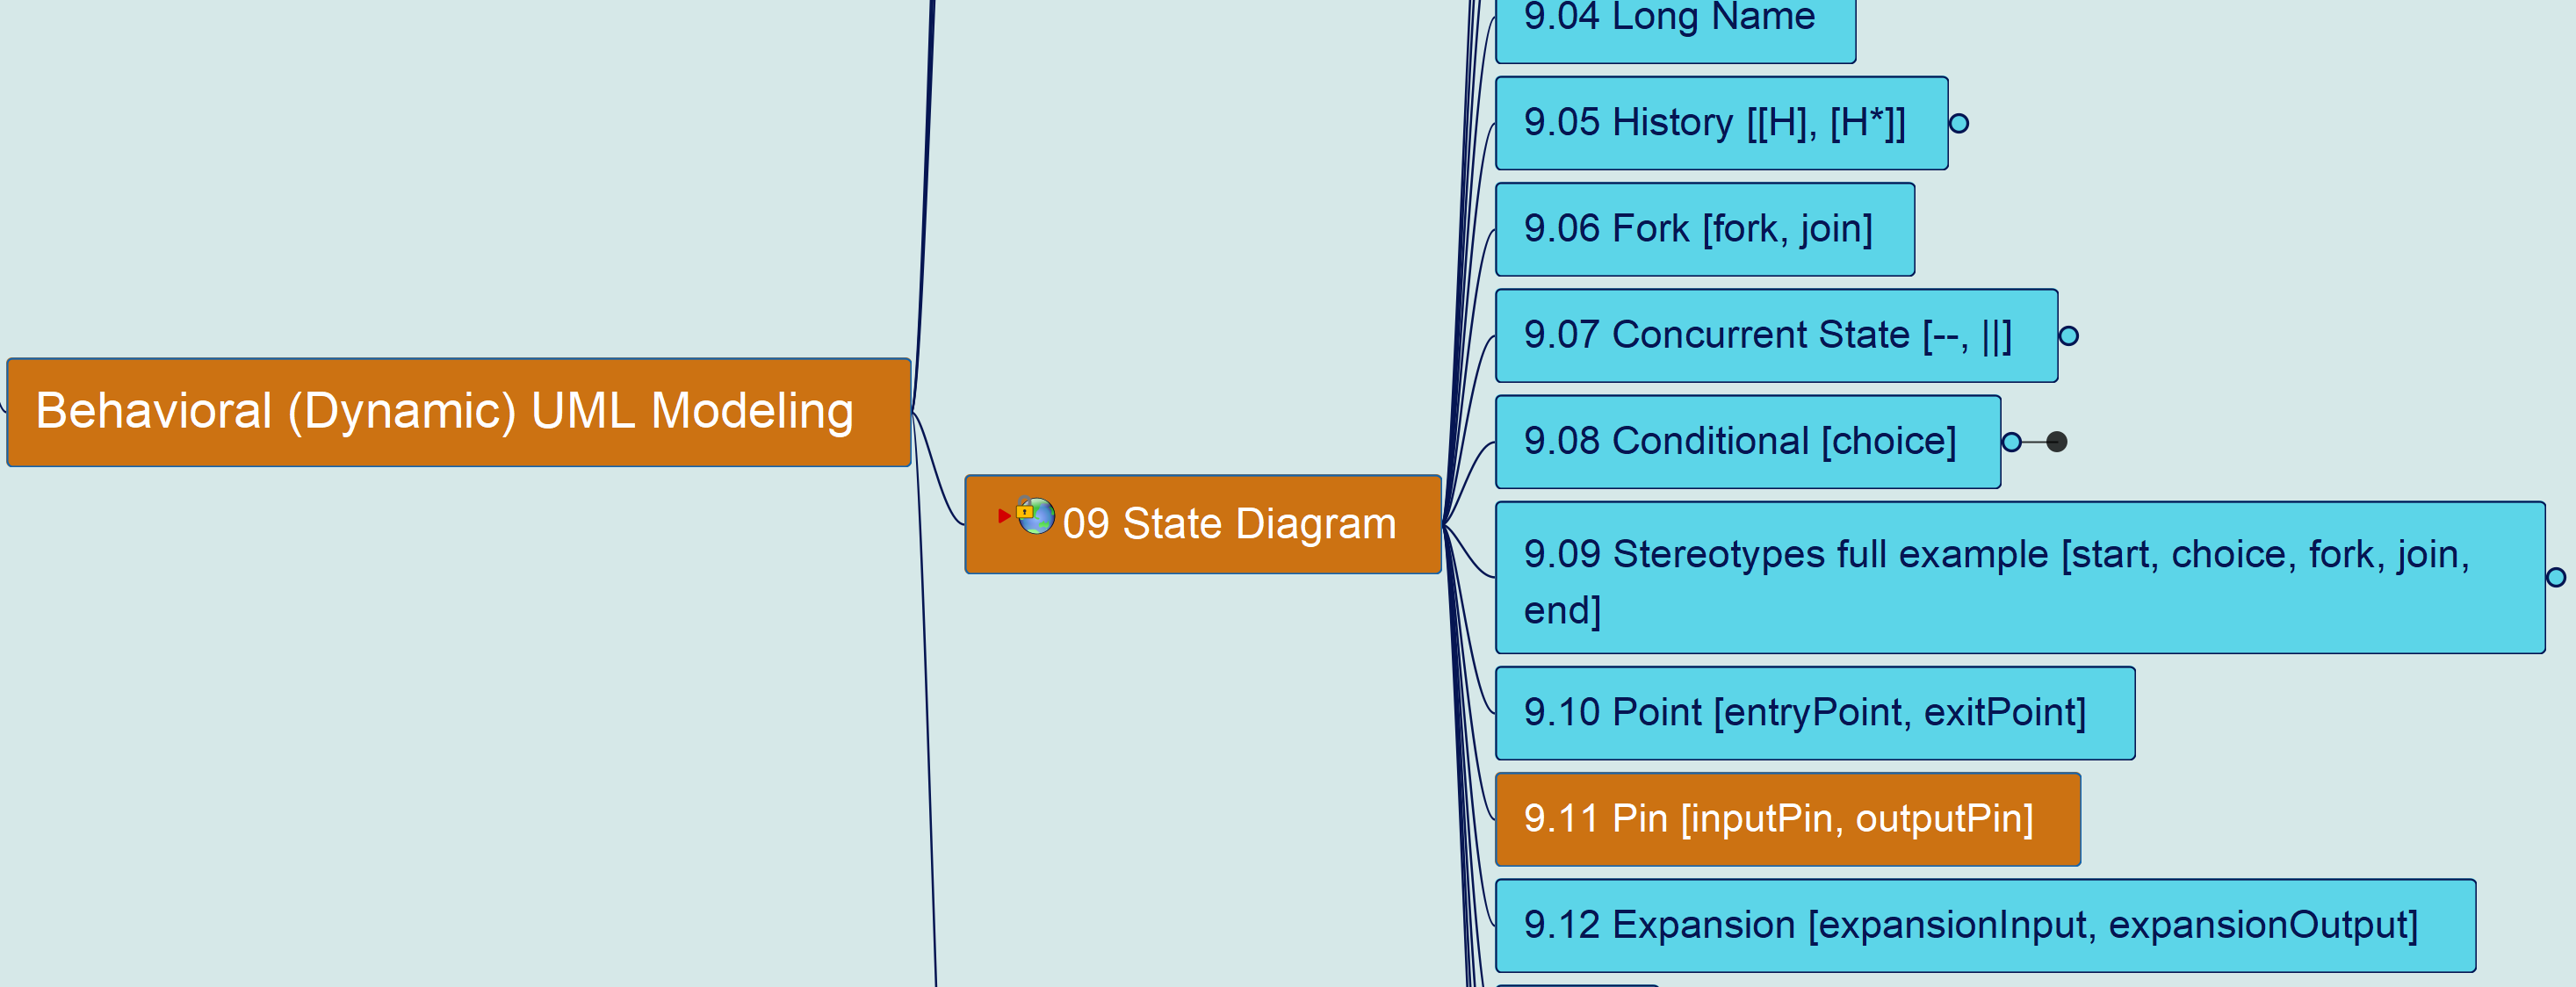 9.04 Long Name
9.05 History [[H], [H*]]
9.06 Fork [fork, join]
9.07 Concurrent State [--, ||]
Behavioral (Dynamic) UML Modeling
9.08 Conditional [choice]
09 State Diagram
9.09 Stereotypes full example [start, choice, fork, join,
end]
9.10 Point [entryPoint, exitPoint]
9.11 Pin [inputPin, outputPin]
9.12 Expansion [expansionInput, expansionOutput]